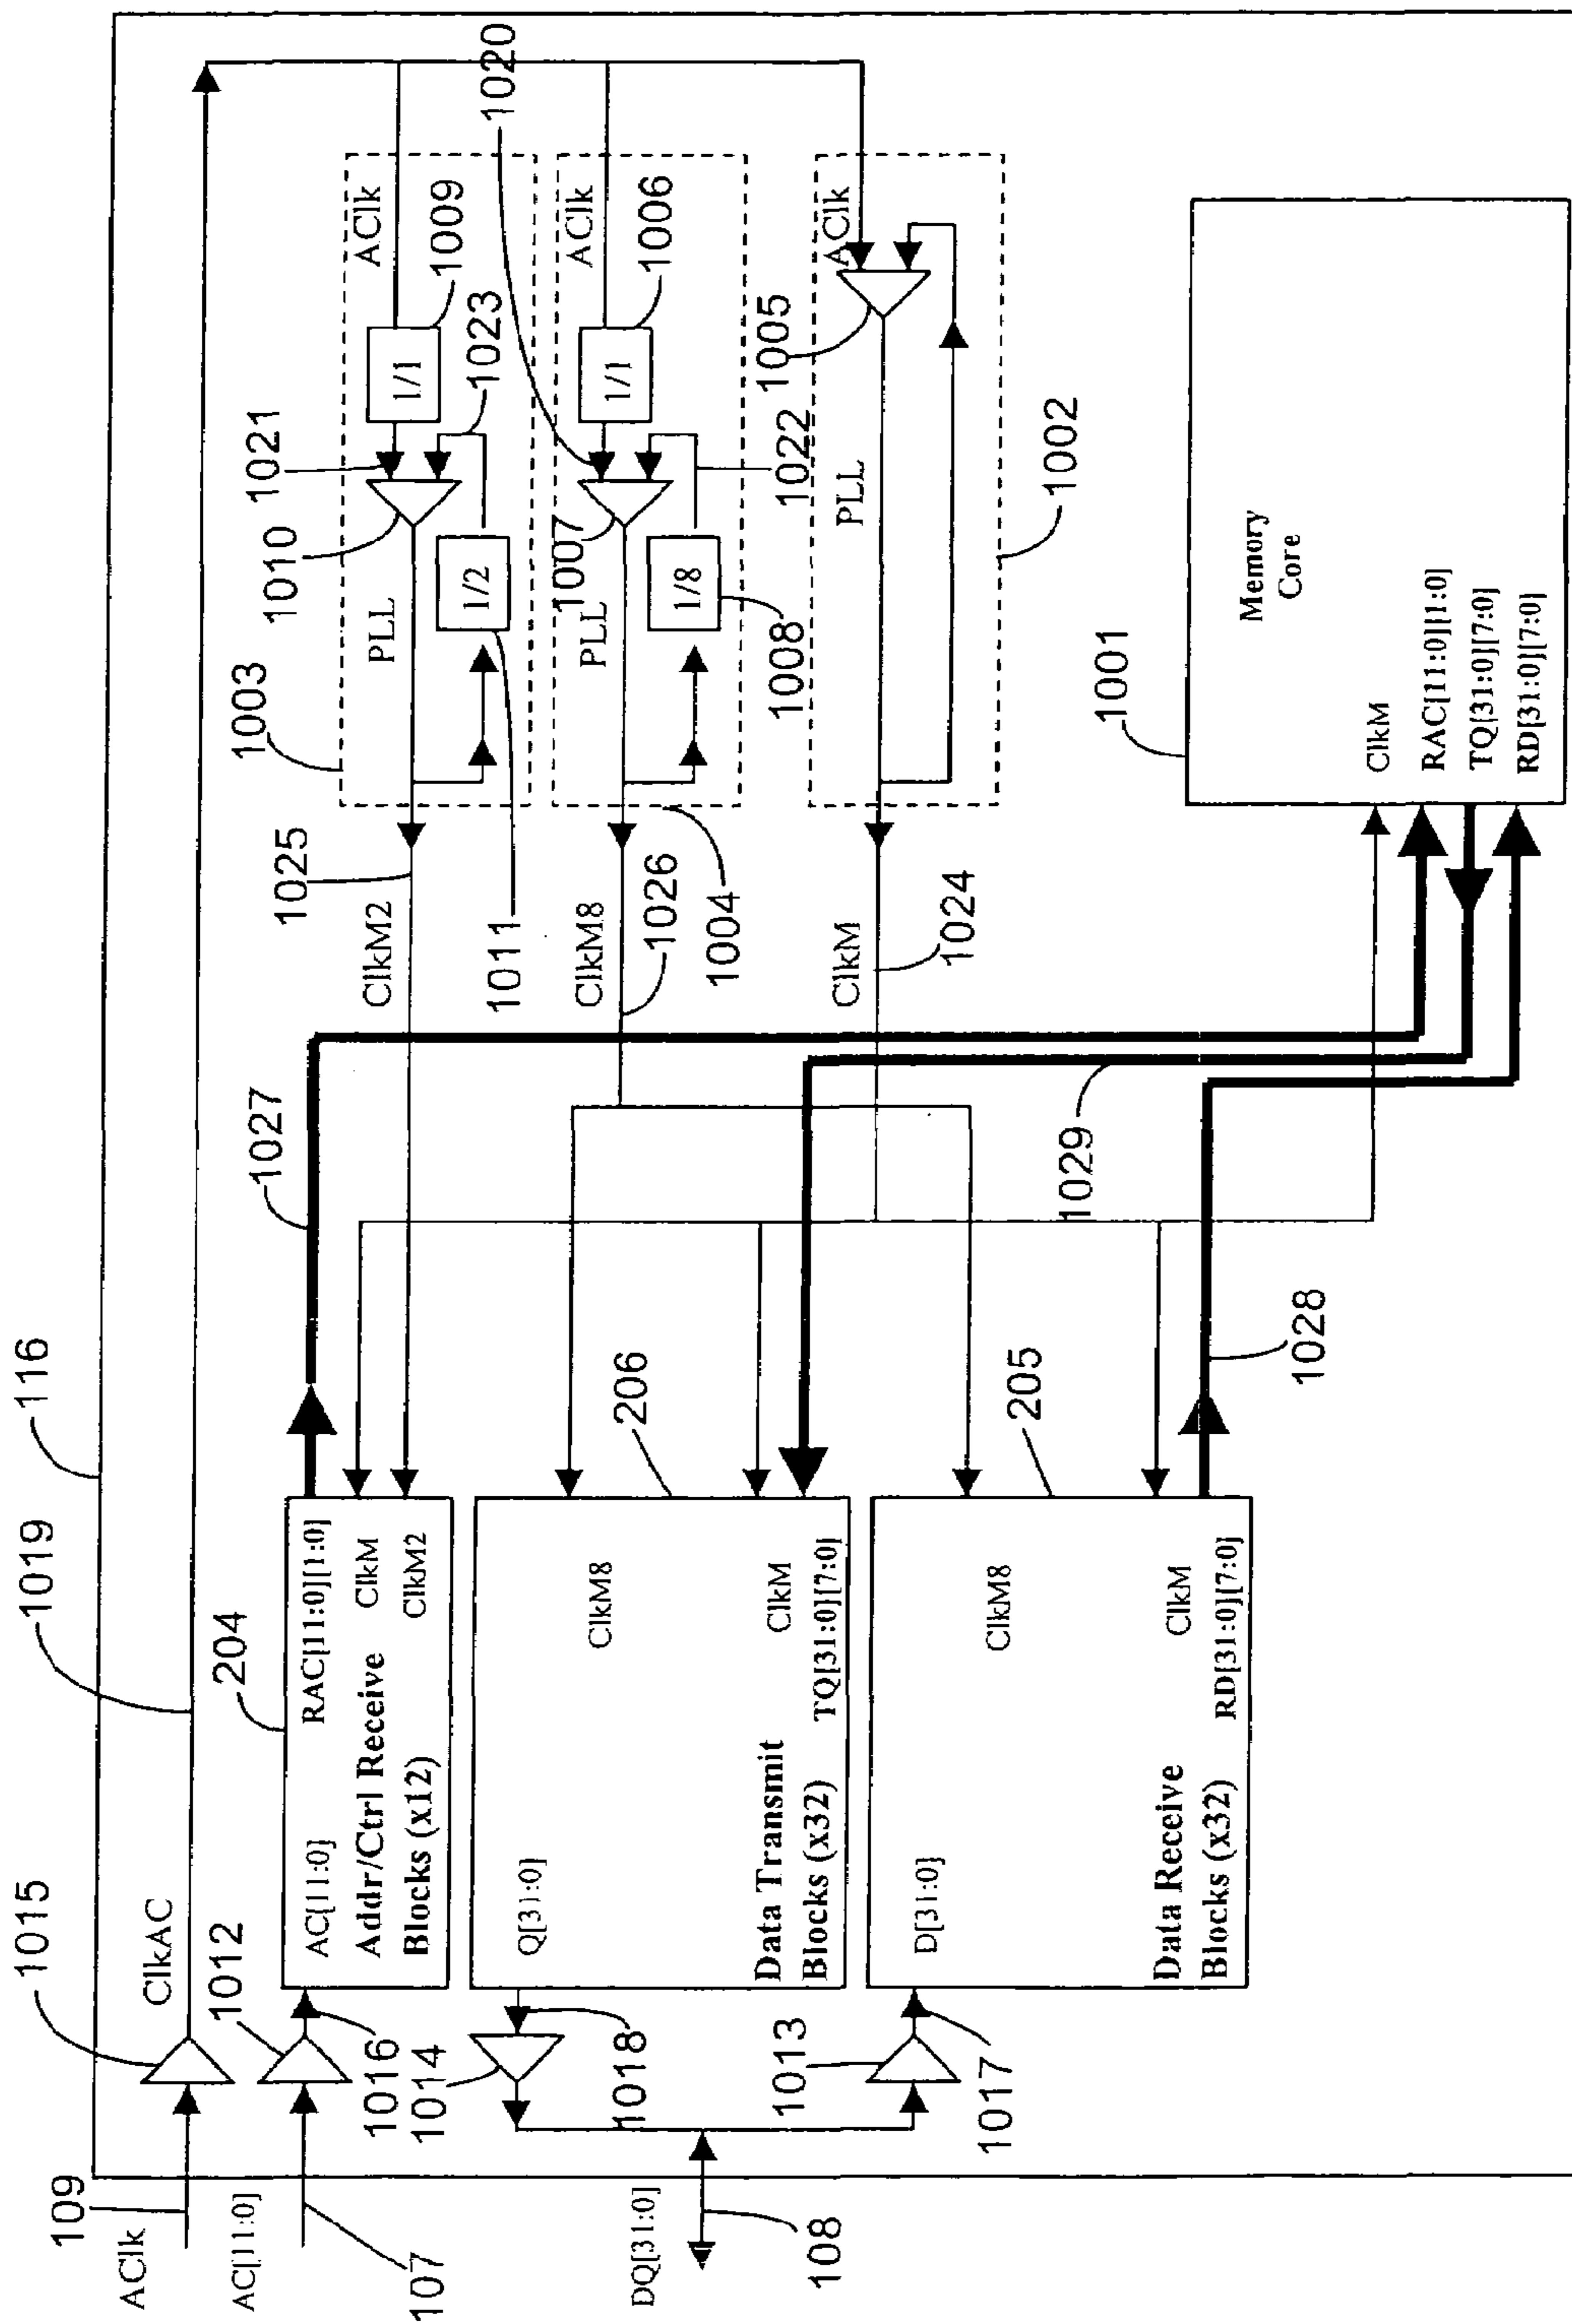 116
1019
1015
ClkAC
109
AClk
1012
AC[11:0]
107
1016
204
AC[11:0]
RAC[11:0][1:0]
Addr/Ctrl Receive
Blocks (x12)
ClkM
ClkM2
1027
1025
ClkM2
1003
PLL
1010
1021
AClk
1009
1/1
1023
1/2
1011
1020
1014
1018
Q[31:0]
ClkM8
206
Data Transmit
Blocks (x32)
ClkM
TQ[31:0][7:0]
ClkM8
1026
1004
PLL
1007
AClk
1006
1/1
1022
1/8
1008
DQ[31:0]
108
1013
1017
D[31:0]
ClkM8
205
Data Receive
Blocks (x32)
ClkM
RD[31:0][7:0]
1028
1029
ClkM
1024
PLL
1005
AClk
1002
1001
Memory
Core
ClkM
RAC[11:0][1:0]
TQ[31:0][7:0]
RD[31:0][7:0]